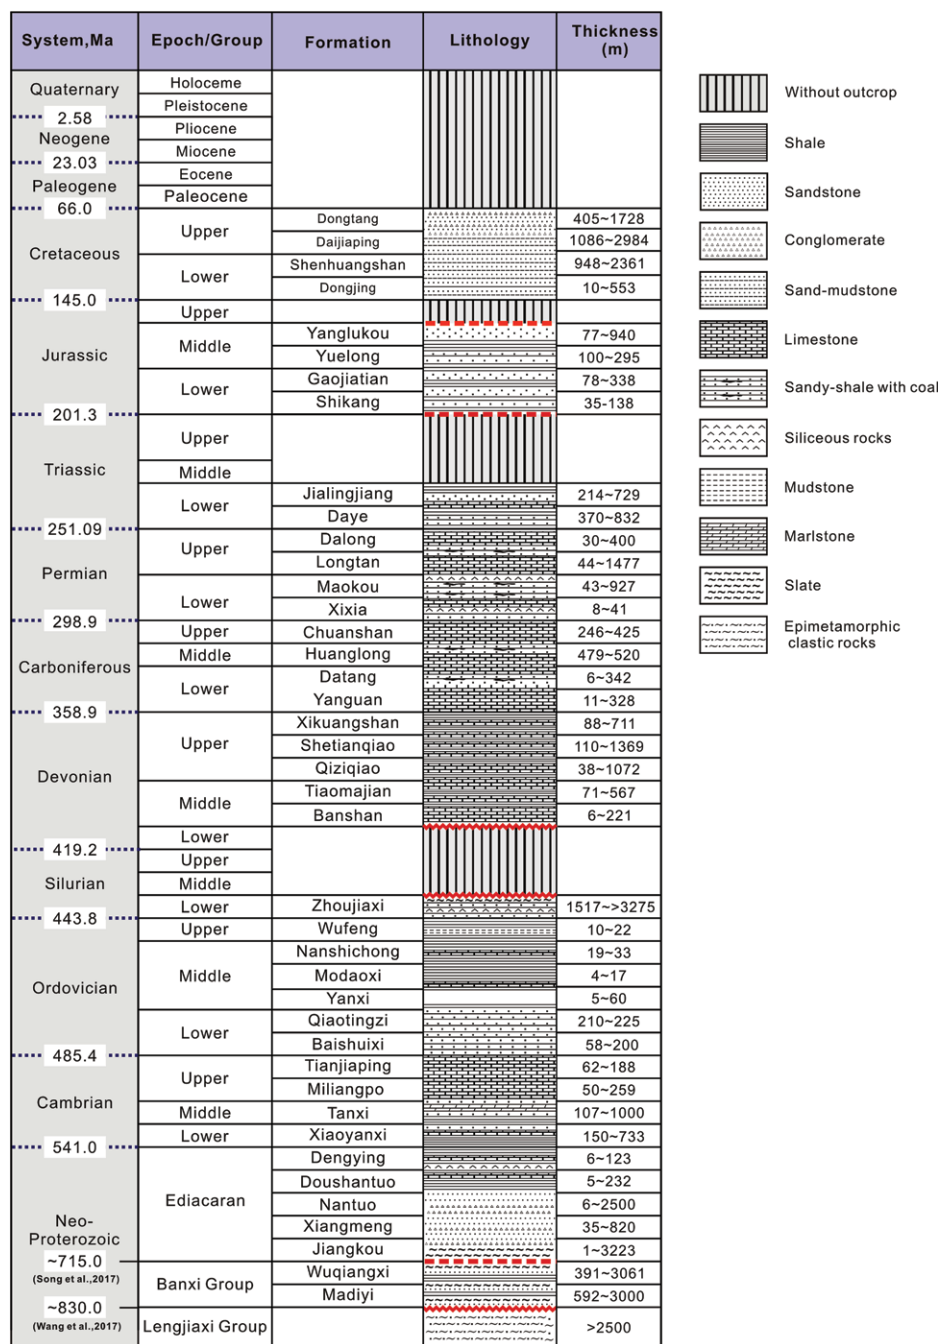 System,Ma Epoch/Group Formation Lithology Thickness
(m)
Quaternary
Holoceme
Pleistocene
2.58
Pliocene
Neogene
Miocene
23.03
Eocene
Paleogene
Paleocene
66.0
Upper Dongtang 405~1728
Daijiaping 1086~2984
Cretaceous
Lower Shenhuangshan 948~2361
Dongjing 10~553
145.0
Upper
Middle Yanglukou 77~940
Jurassic
Yuelong 100~295
Lower Gaojiatian 78~338
Shikang 35-138
201.3
Upper
Triassic
Middle
Lower Jialingjiang 214~729
Daye 370~832
251.09
Upper Dalong 30~400
Longtan 44~1477
Permian
Lower Maokou 43~927
Xixia 8~41
298.9
Upper Chuanshan 246~425
Middle Huanglong 479~520
Carboniferous
Lower Datang 6~342
Yanguan 11~328
358.9
Upper Xikuangshan 88~711
Shetianqiao 110~1369
Qiziqiao 38~1072
Devonian
Middle Tiaomajian 71~567
Banshan 6~221
Lower
419.2
Upper
Silurian
Middle
Lower Zhoujiaxi 1517~>3275
443.8
Upper Wufeng 10~22
Middle Nanshichong 19~33
Modaoxi 4~17
Ordovician
Yanxi 5~60
Lower Qiaotingzi 210~225
Baishuixi 58~200
485.4
Upper Tianjiaping 62~188
Miliangpo 50~259
Cambrian
Middle Tanxi 107~1000
Lower Xiaoyanxi 150~733
541.0
Ediacaran Dengying 6~123
Doushantuo 5~232
Nantuo 6~2500
Xiangmeng 35~820
Jiangkou 1~3223
Neo-
Proterozoic
~715.0
(Song et al.,2017)
Banxi Group Wuqiangxi 391~3061
Madiyi 592~3000
~830.0
(Wang et al.,2017)
Lengjiaxi Group >2500
Without outcrop
Shale
Sandstone
Conglomerate
Sand-mudstone
Limestone
Sandy-shale with coal
Siliceous rocks
Mudstone
Marlstone
Slate
Epimetamorphic
clastic rocks